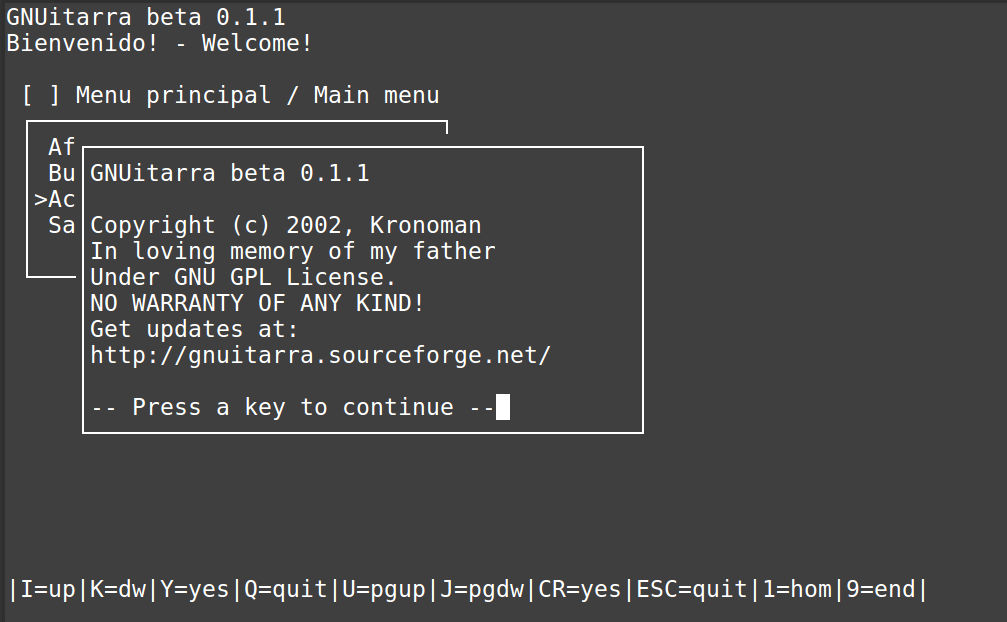 GNUitarra beta 0.1.1
Bienvenido! - Welcome!
[ ] Menu principal / Main menu
Af
Bu
>Ac
Sa
GNUitarra beta 0.1.1
Copyright (c) 2002, Kronoman
In loving memory of my father
Under GNU GPL License.
NO WARRANTY OF ANY KIND!
Get updates at:
http://gnuitarra.sourceforge.net/
-- Press a key to continue --
|I=up|K=dw|Y=yes|Q=quit|U=pgup|J=pgdw|CR=yes|ESC=quit|1=hom|9=end|